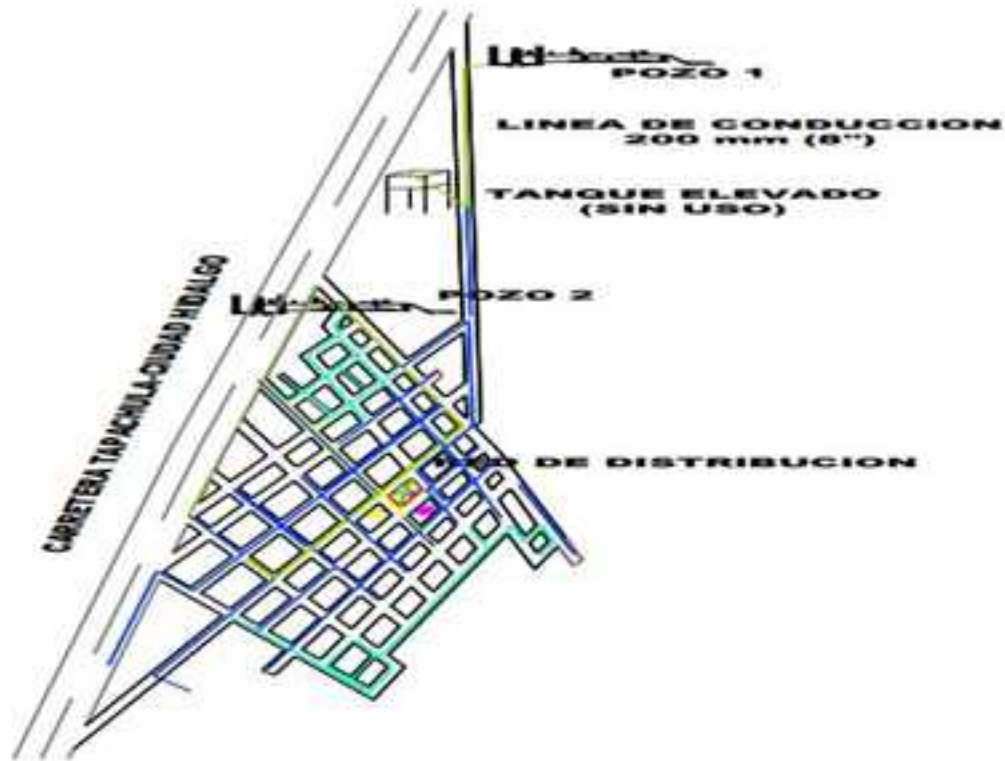 POZO 1
LINEA DE CONDUCCION
200 mm (8")
TANQUE ELEVADO
(SIN USO)
POZO 2
CARRETERA TAPACHULA-CIUDAD HIDALGO
DE DISTRIBUCION